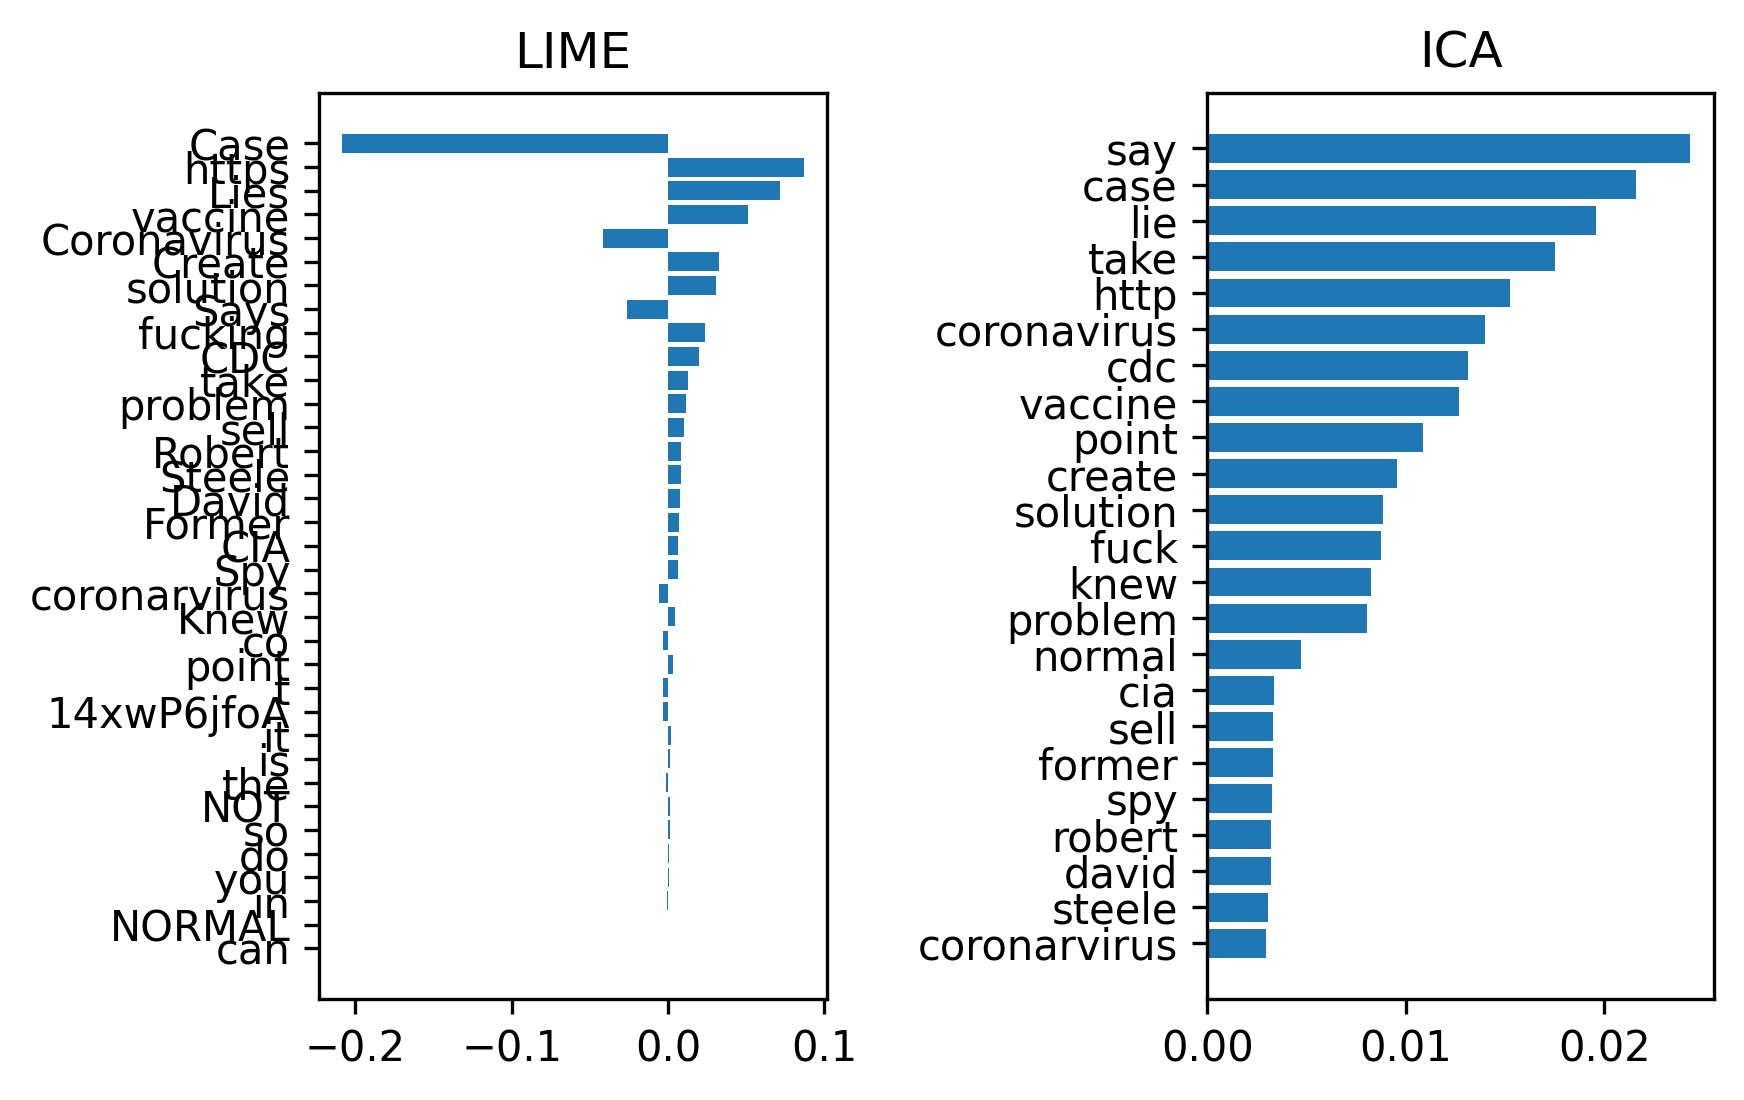 LIME
Case
https
Lies
vaccine
Coronavirus
Create
solution
Says
fucking
CDC
take
problem
sell
Robert
Steele
David
Former
CIA
Spy
coronarvirus
Knew
co
point
t
14xwP6jfoA
it
is
the
NOT
so
do
you
in
NORMAL
can
−0.2 −0.1 0.0 0.1
ICA
say
case
lie
take
http
coronavirus
cdc
vaccine
point
create
solution
fuck
knew
problem
normal
cia
sell
former
spy
robert
david
steele
coronarvirus
0.00 0.01 0.02